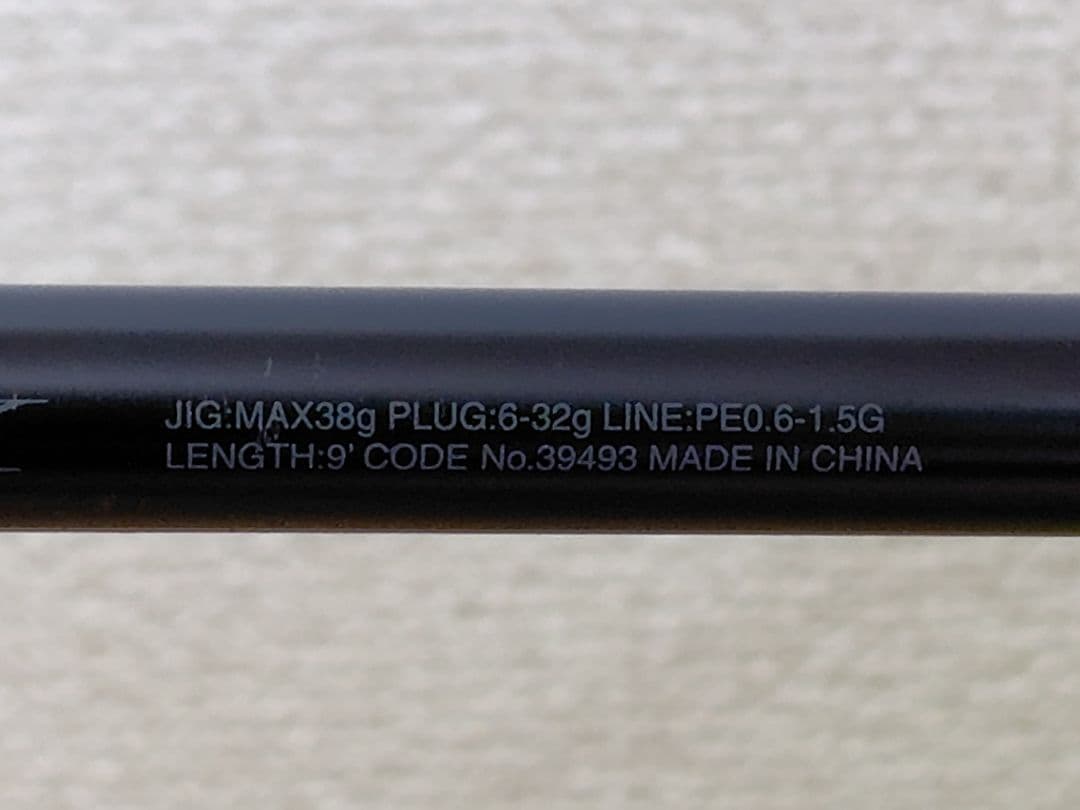 JIG:MAX38g PLUG:6-32g LINE:PE0.6-1.5G
LENGTH:9' CODE No.39493 MADE IN CHINA